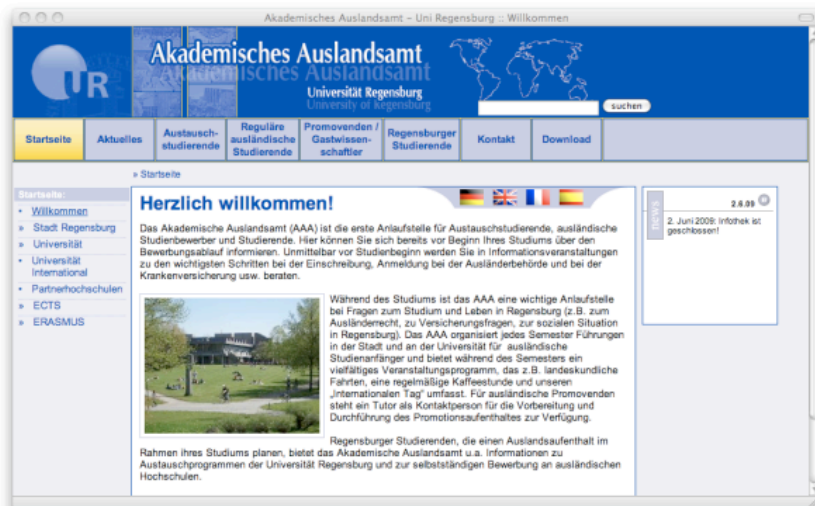 Akademisches Auslandsamt – Uni Regensburg :: Willkommen
UR
Akademisches Auslandsamt
Akademisches Auslandsamt
Universität Regensburg
University of Regensburg
suchen
Startseite
Aktuelles
Austausch-
studierende
Reguläre
ausländische
Studierende
Promovenden /
Gastwissen-
schaftler
Regensburger
Studierende
Kontakt
Download
» Startseite
Startseite:
• Willkommen
» Stadt Regensburg
» Universität
• Universität
International
• Partnerhochschulen
» ECTS
» ERASMUS
Herzlich willkommen!
Das Akademische Auslandsamt (AAA) ist die erste Anlaufstelle für Austauschstudierende, ausländische
Studienbewerber und Studierende. Hier können Sie sich bereits vor Beginn Ihres Studiums über den
Bewerbungsablauf informieren. Unmittelbar vor Studienbeginn werden Sie in Informationsveranstaltungen
zu den wichtigsten Schritten bei der Einschreibung, Anmeldung bei der Ausländerbehörde und bei der
Krankenversicherung usw. beraten.
Während des Studiums ist das AAA eine wichtige Anlaufstelle
bei Fragen zum Studium und Leben in Regensburg (z.B. zum
Ausländerrecht, zu Versicherungsfragen, zur sozialen Situation
in Regensburg). Das AAA organisiert jedes Semester Führungen
in der Stadt und an der Universität für ausländische
Studienanfänger und bietet während des Semesters ein
vielfältiges Veranstaltungsprogramm, das z.B. landeskundliche
Fahrten, eine regelmäßige Kaffeestunde und unseren
„Internationalen Tag" umfasst. Für ausländische Promovenden
steht ein Tutor als Kontaktperson für die Vorbereitung und
Durchführung des Promotionsaufenthaltes zur Verfügung.
Regensburger Studierenden, die einen Auslandsaufenthalt im
Rahmen ihres Studiums planen, bietet das Akademische Auslandsamt u.a. Informationen zu
Austauschprogrammen der Universität Regensburg und zur selbstständigen Bewerbung an ausländischen
Hochschulen.
news
2.6.09
2. Juni 2009: Infothek ist
geschlossen!